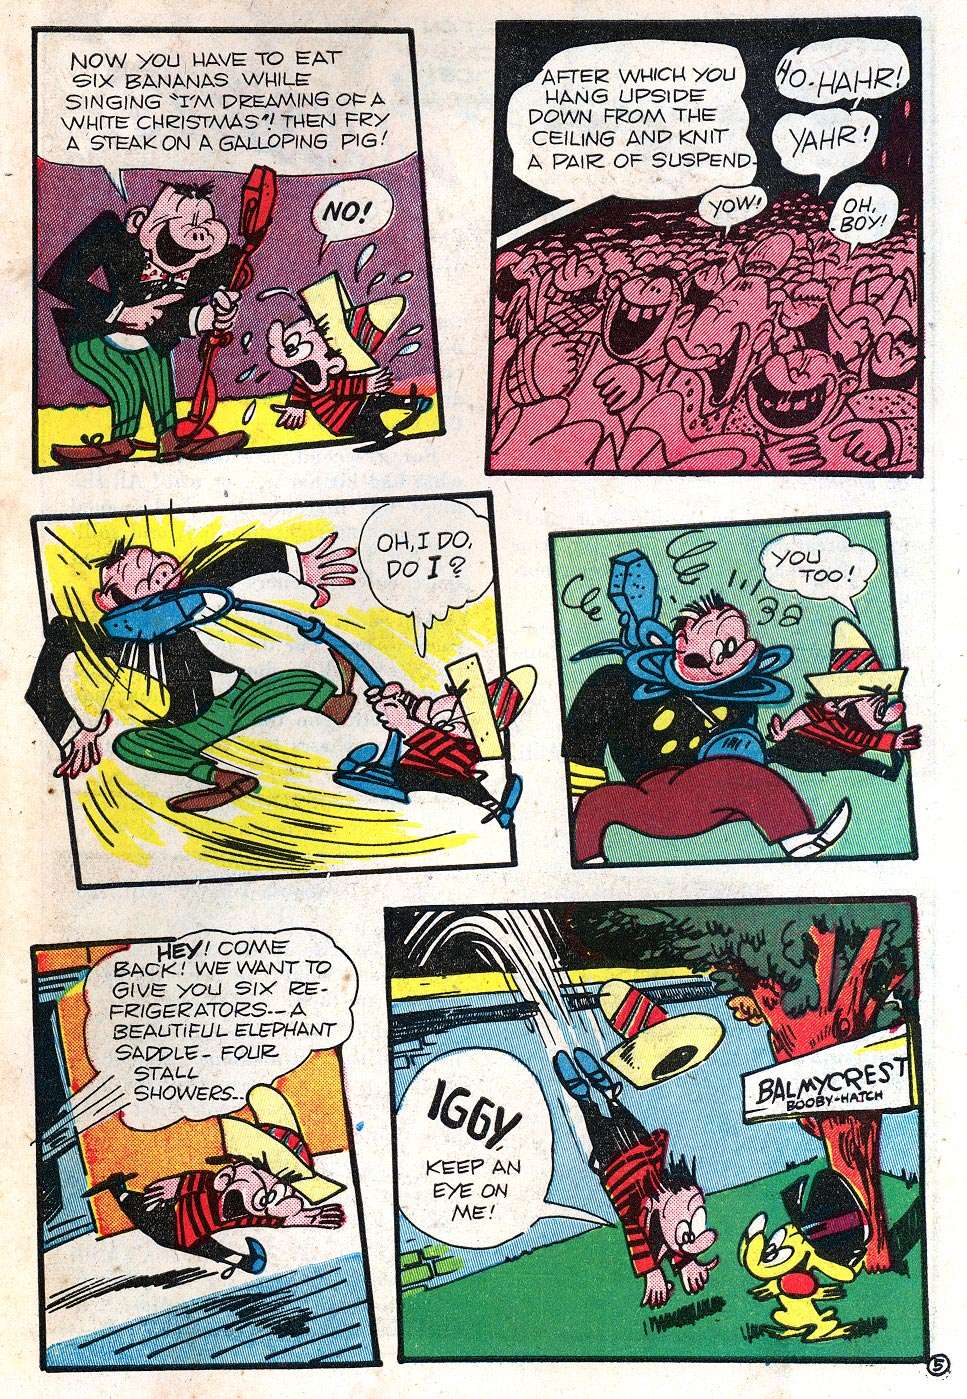 NOW YOU HAVE TO EAT
SIX BANANAS WHILE
SINGING "I'M DREAMING OF A
WHITE CHRISTMAS"! THEN FRY
A STEAK ON A GALLOPING PIG!
NO!
AFTER WHICH YOU
HANG UPSIDE
DOWN FROM THE
CEILING AND KNIT
A PAIR OF SUSPEND-
HO-HAHR!
YAHR!
YOW!
OH,
BOY!
OH, I DO,
DO I?
YOU
TOO!
HEY! COME
BACK! WE WANT TO
GIVE YOU SIX RE-
FRIGERATORS-- A
BEAUTIFUL ELEPHANT
SADDLE - FOUR
STALL
SHOWERS--
IGGY,
KEEP AN
EYE ON
ME!
BALMYCREST
BOOBY-HATCH
5